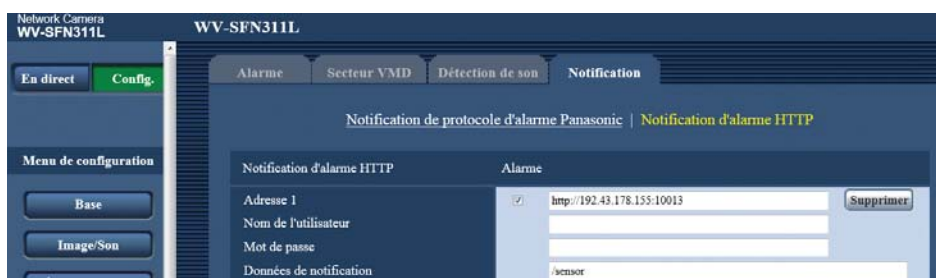 Network Camera
WV-SFN311L
WV-SFN311L
En direct
Config.
Alarme
Secteur VMD
Détection de son
Notification
Notification de protocole d'alarme Panasonic | Notification d'alarme HTTP
Menu de configuration
Base
Image/Son
Notification d'alarme HTTP
Alarme
Adresse 1
http://192.43.178.155:10013
Supprimer
Nom de l'utilisateur
Mot de passe
Données de notification
/sensor